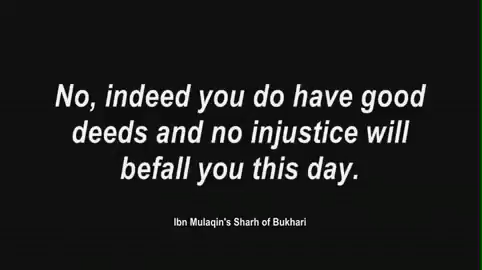 No, indeed you do have good
deeds and no injustice will
befall you this day.
Ibn Mulaqin's Sharh of Bukhari